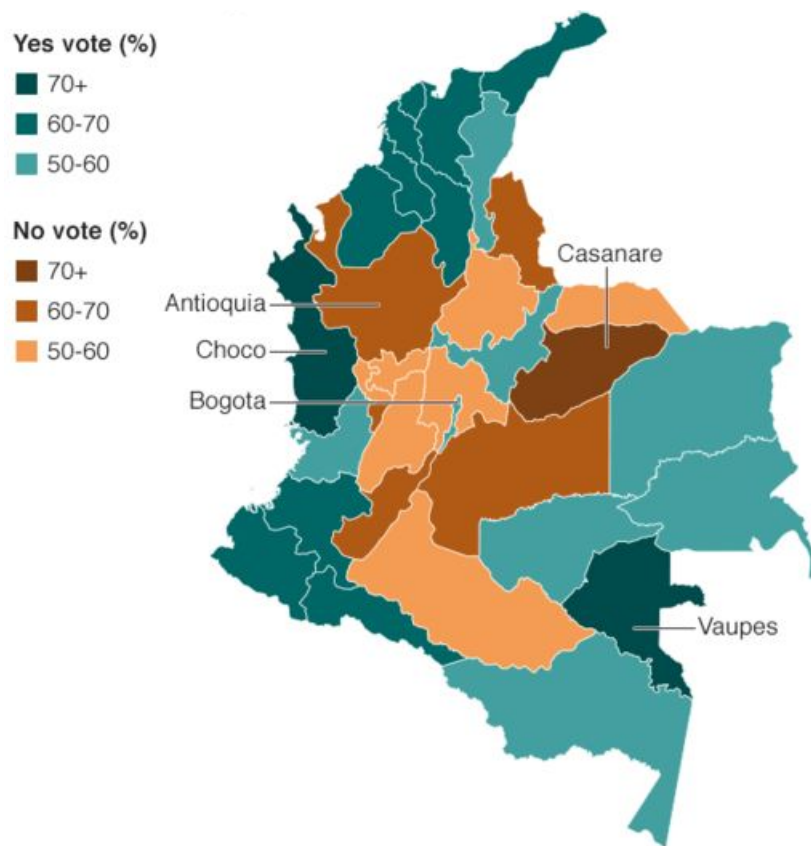 Yes vote (%)
70+
60-70
50-60
No vote (%)
70+
60-70
50-60
Casanare
Antioquia
Choco
Bogota
Vaupes